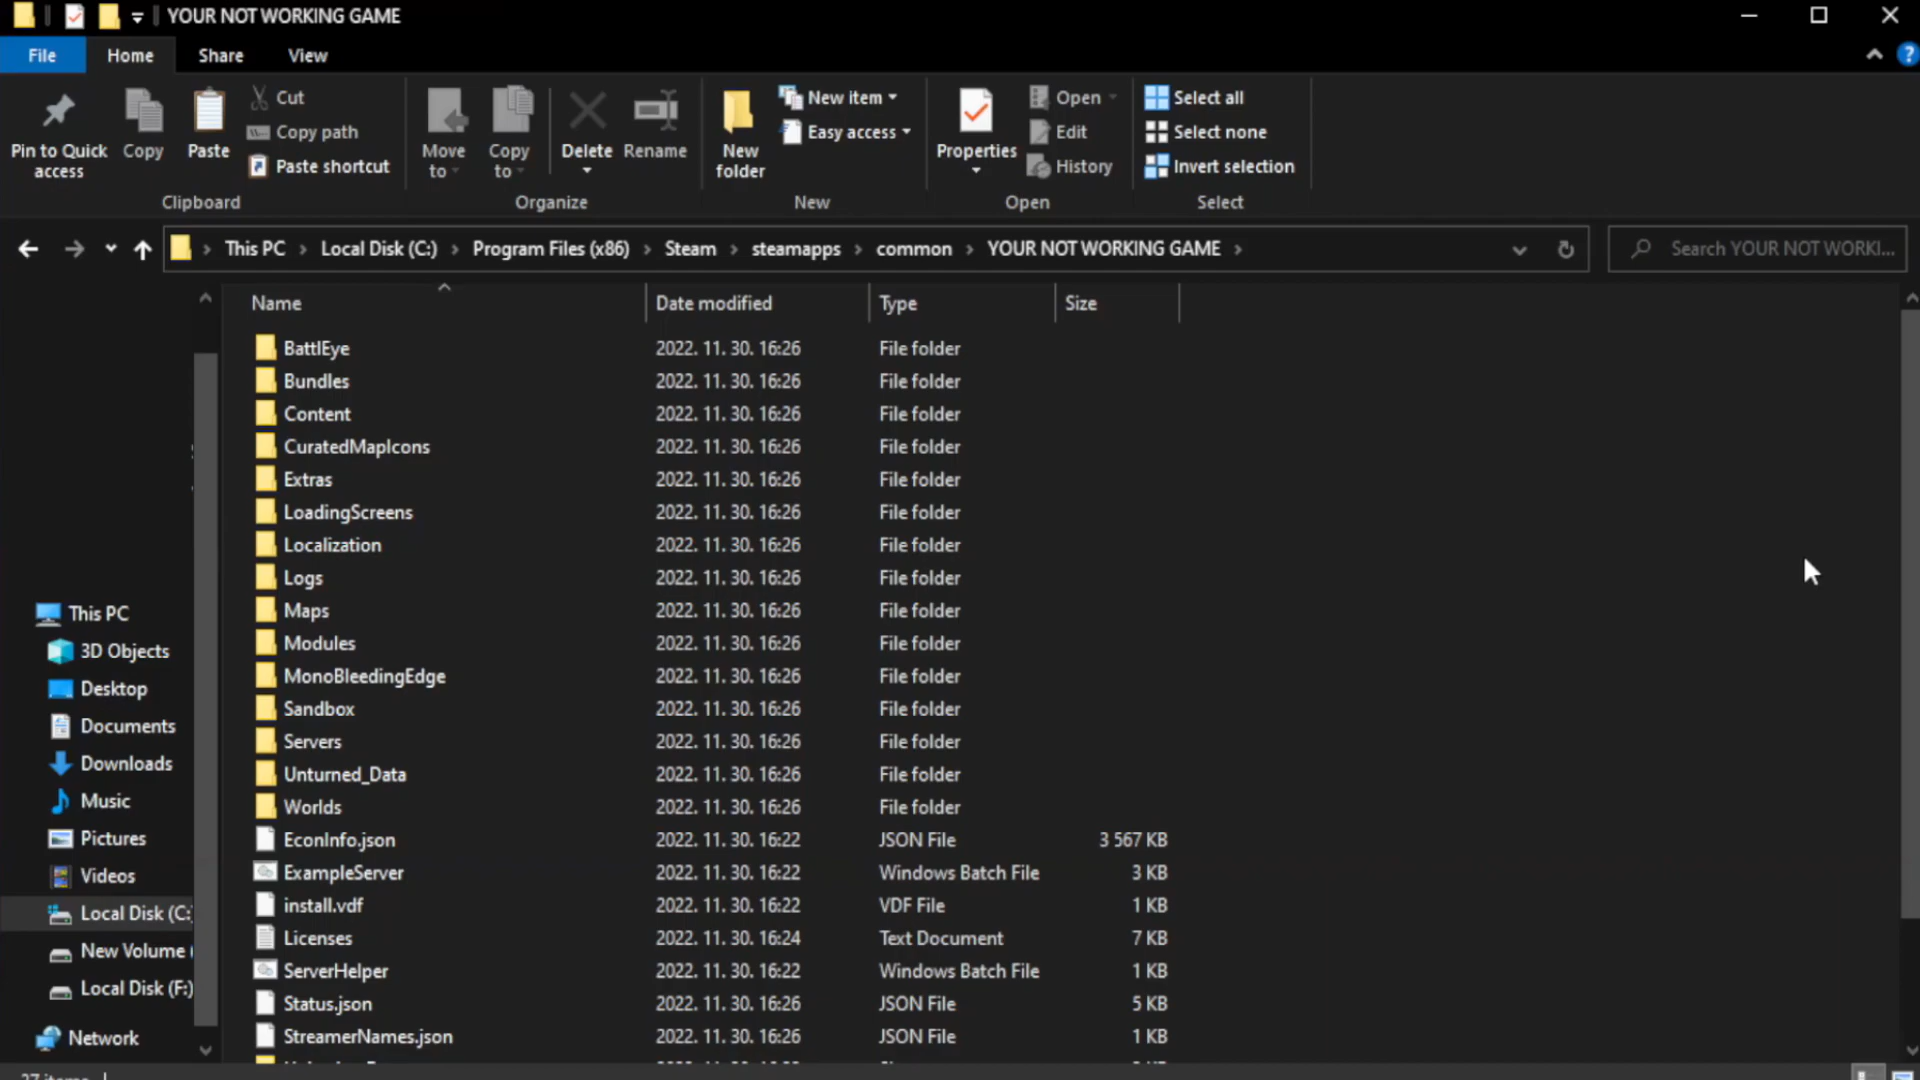 YOUR NOT WORKING GAME
File Home Share View
Pin to Quick access
Copy
Paste
Cut
Copy path
Paste shortcut
Clipboard
Move to
Copy to
Delete
Rename
Organize
New folder
New item
Easy access
New
Properties
Open
Edit
History
Open
Select all
Select none
Invert selection
Select
This PC › Local Disk (C:) › Program Files (x86) › Steam › steamapps › common › YOUR NOT WORKING GAME ›
Search YOUR NOT WORKI...
This PC
3D Objects
Desktop
Documents
Downloads
Music
Pictures
Videos
Local Disk (C:
New Volume (
Local Disk (F:)
Network
Name Date modified Type Size
BattlEye 2022. 11. 30. 16:26 File folder
Bundles 2022. 11. 30. 16:26 File folder
Content 2022. 11. 30. 16:26 File folder
CuratedMapIcons 2022. 11. 30. 16:26 File folder
Extras 2022. 11. 30. 16:26 File folder
LoadingScreens 2022. 11. 30. 16:26 File folder
Localization 2022. 11. 30. 16:26 File folder
Logs 2022. 11. 30. 16:26 File folder
Maps 2022. 11. 30. 16:26 File folder
Modules 2022. 11. 30. 16:26 File folder
MonoBleedingEdge 2022. 11. 30. 16:26 File folder
Sandbox 2022. 11. 30. 16:26 File folder
Servers 2022. 11. 30. 16:26 File folder
Unturned_Data 2022. 11. 30. 16:26 File folder
Worlds 2022. 11. 30. 16:26 File folder
EconInfo.json 2022. 11. 30. 16:22 JSON File 3 567 KB
ExampleServer 2022. 11. 30. 16:22 Windows Batch File 3 KB
install.vdf 2022. 11. 30. 16:22 VDF File 1 KB
Licenses 2022. 11. 30. 16:24 Text Document 7 KB
ServerHelper 2022. 11. 30. 16:22 Windows Batch File 1 KB
Status.json 2022. 11. 30. 16:26 JSON File 5 KB
StreamerNames.json 2022. 11. 30. 16:26 JSON File 1 KB